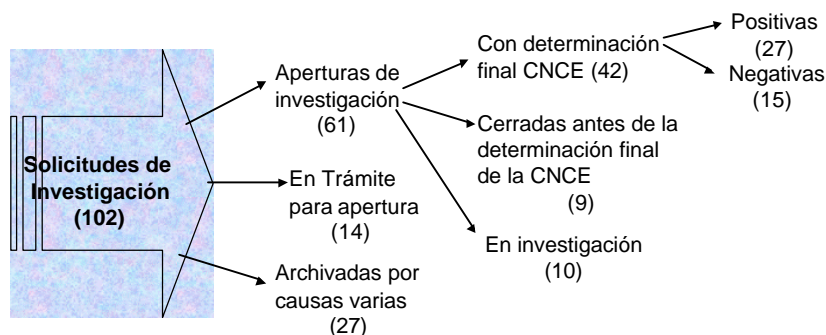 Solicitudes de
Investigación
(102)
Aperturas de
investigación
(61)
En Trámite
para apertura
(14)
Archivadas por
causas varias
(27)
Con determinación
final CNCE (42)
Cerradas antes de la
determinación final
de la CNCE
(9)
En investigación
(10)
Positivas
(27)
Negativas
(15)